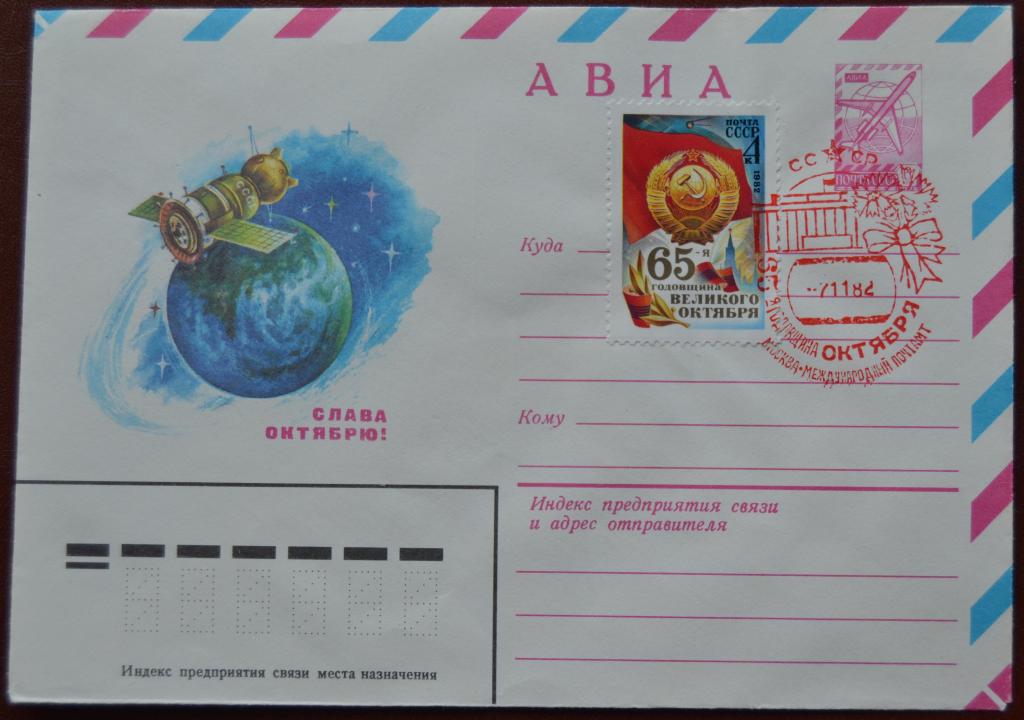 АВИА
АВИА
ПОЧТА
СССР
4
К
1982
СССР
65-я
ГОДОВЩИНА
ВЕЛИКОГО
ОКТЯБРЯ
СССР
-7 11 82
65-Я ГОДОВЩИНА ОКТЯБРЯ
МОСКВА-МЕЖДУНАРОДНЫЙ ПОЧТАМТ
Куда
Кому
СЛАВА
ОКТЯБРЮ!
Индекс предприятия связи
и адрес отправителя
Индекс предприятия связи места назначения